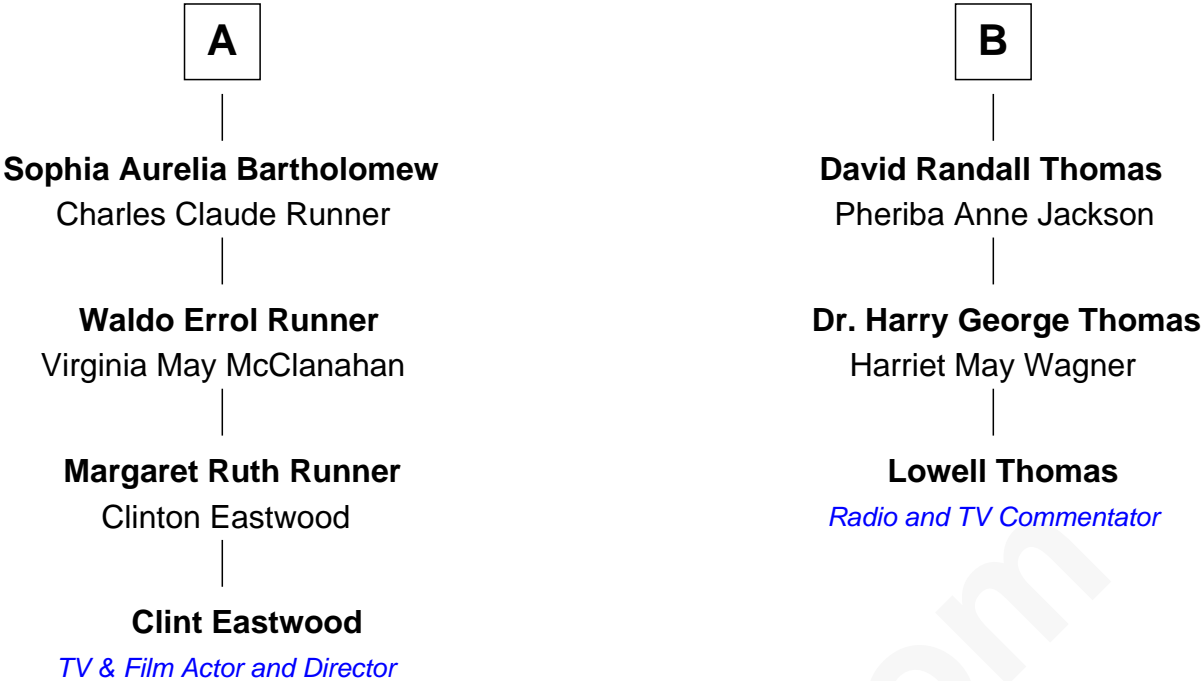 A
Sophia Aurelia Bartholomew
Charles Claude Runner
Waldo Errol Runner
Virginia May McClanahan
Margaret Ruth Runner
Clinton Eastwood
Clint Eastwood
TV & Film Actor and Director
B
David Randall Thomas
Pheriba Anne Jackson
Dr. Harry George Thomas
Harriet May Wagner
Lowell Thomas
Radio and TV Commentator
om